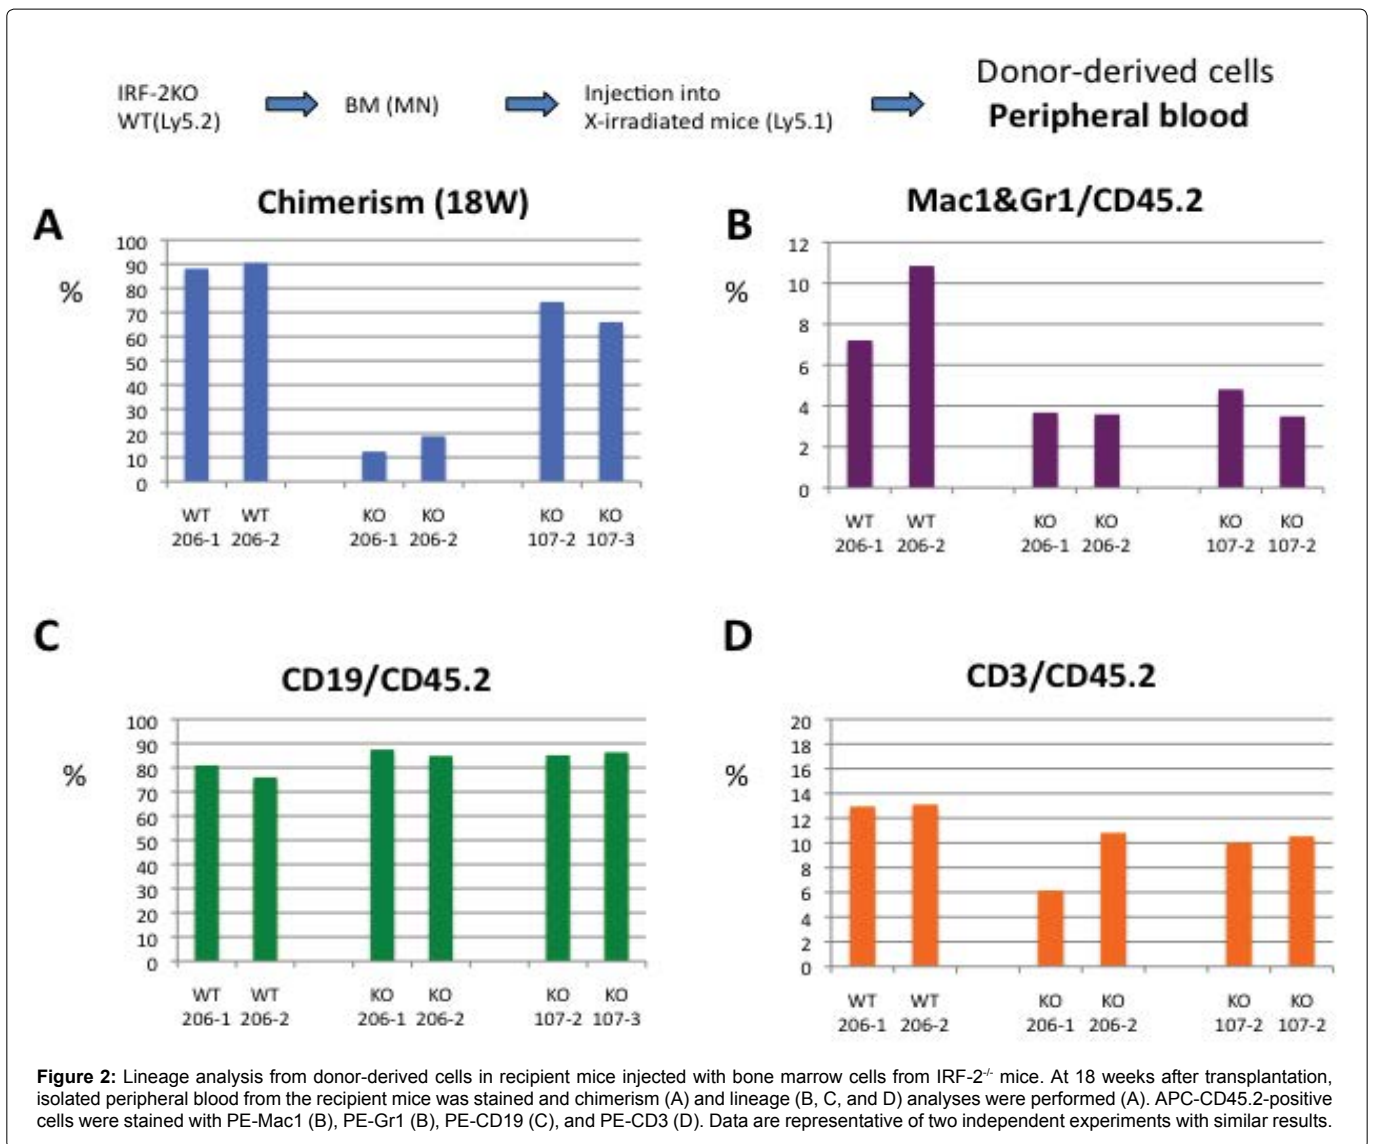 IRF-2KO
WT(Ly5.2)
BM (MN)
Injection into
X-irradiated mice (Ly5.1)
Donor-derived cells
Peripheral blood
A
Chimerism (18W)
%
100
90
80
70
60
50
40
30
20
10
0
WT WT KO KO KO KO
206-1 206-2 206-1 206-2 107-2 107-3
B
Mac1&Gr1/CD45.2
%
12
10
8
6
4
2
0
WT WT KO KO KO KO
206-1 206-2 206-1 206-2 107-2 107-2
C
CD19/CD45.2
%
100
90
80
70
60
50
40
30
20
10
0
WT WT KO KO KO KO
206-1 206-2 206-1 206-2 107-2 107-3
D
CD3/CD45.2
%
20
18
16
14
12
10
8
6
4
2
0
WT WT KO KO KO KO
206-1 206-2 206-1 206-2 107-2 107-2
Figure 2: Lineage analysis from donor-derived cells in recipient mice injected with bone marrow cells from IRF-2-/- mice. At 18 weeks after transplantation,
isolated peripheral blood from the recipient mice was stained and chimerism (A) and lineage (B, C, and D) analyses were performed (A). APC-CD45.2-positive
cells were stained with PE-Mac1 (B), PE-Gr1 (B), PE-CD19 (C), and PE-CD3 (D). Data are representative of two independent experiments with similar results.